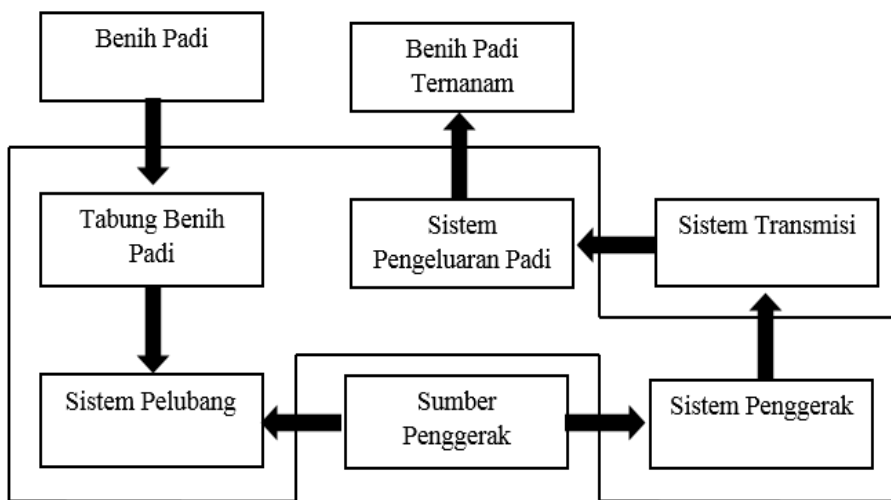 Benih Padi
Benih Padi
Ternanam
Tabung Benih
Padi
Sistem
Pengeluaran Padi
Sistem Transmisi
Sistem Pelubang
Sumber
Penggerak
Sistem Penggerak